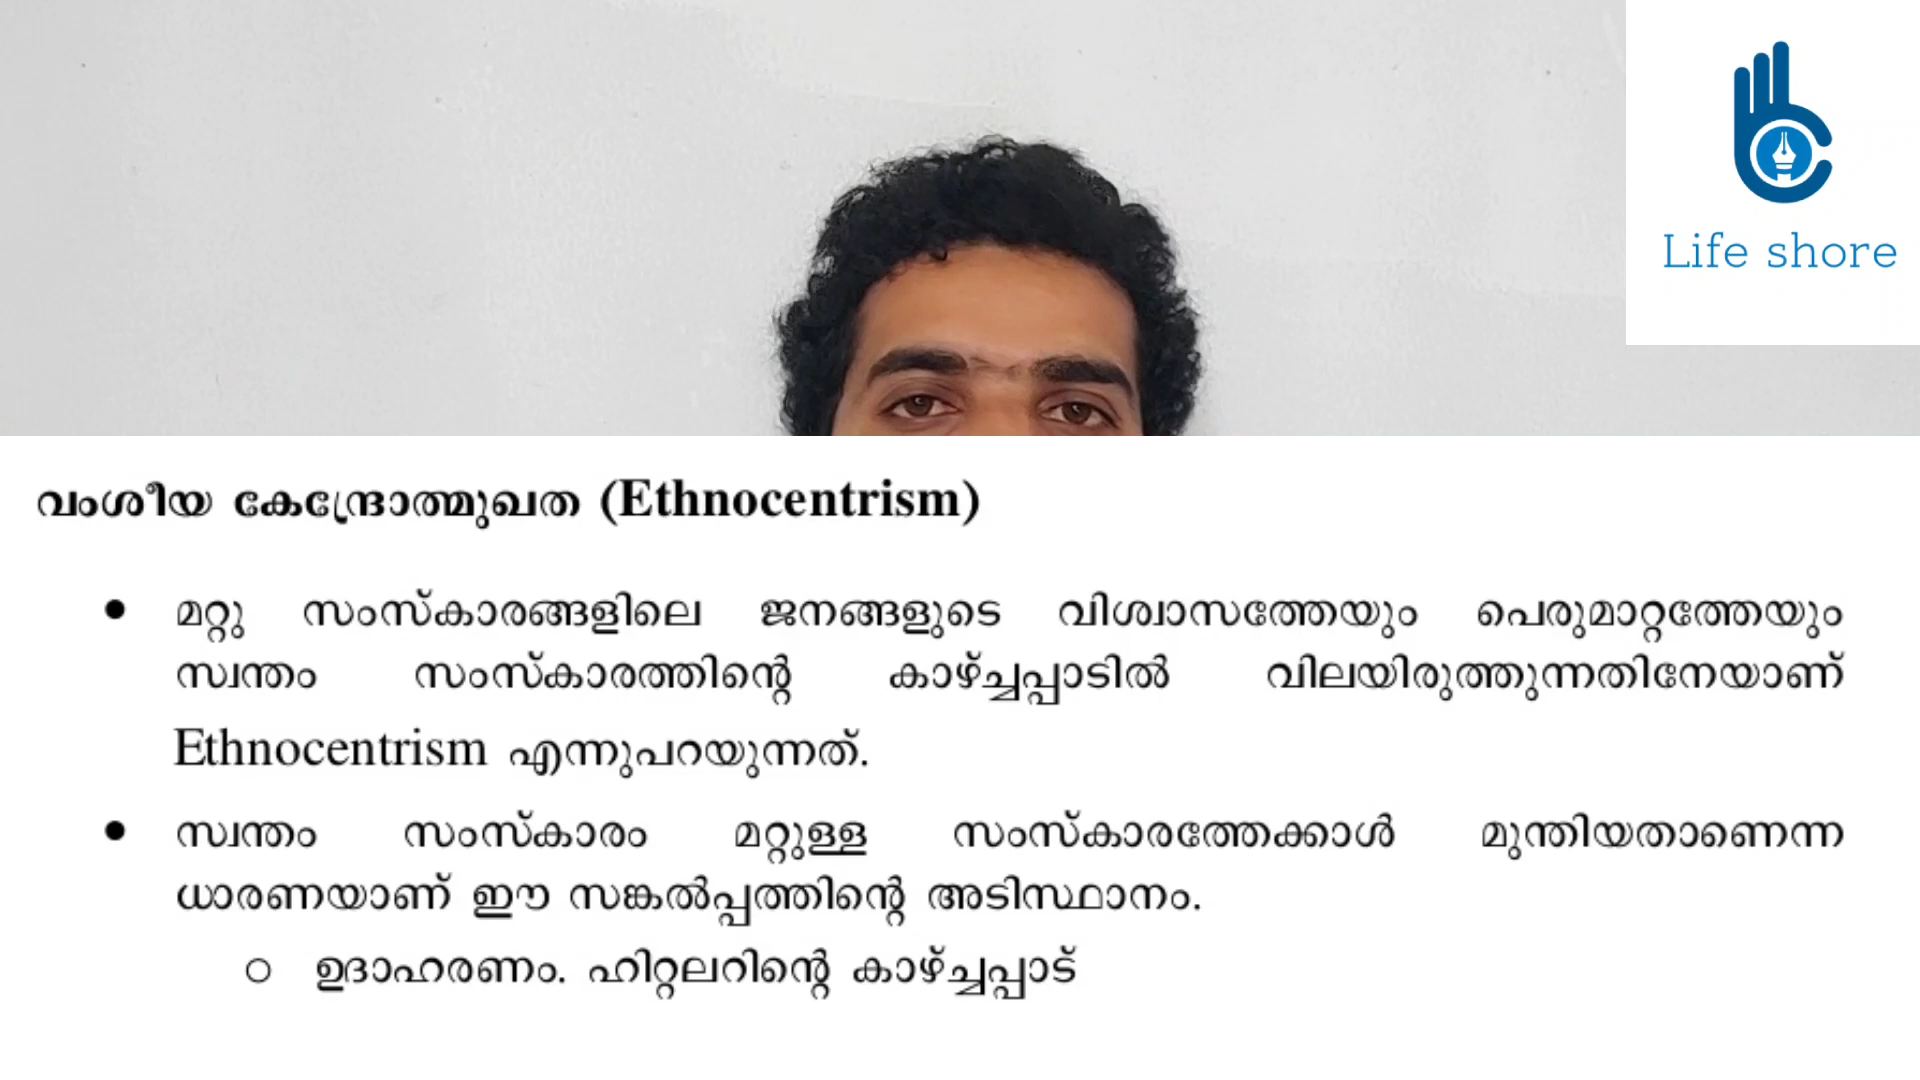 Life shore
വംശീയ കേന്ദ്രോത്മുഖത (Ethnocentrism)
● മറ്റു സംസ്കാരങ്ങളിലെ ജനങ്ങളുടെ വിശ്വാസത്തേയും പെരുമാറ്റത്തേയും
സ്വന്തം സംസ്കാരത്തിന്റെ കാഴ്ച്ചപ്പാടിൽ വിലയിരുത്തുന്നതിനേയാണ്
Ethnocentrism എന്നുപറയുന്നത്.
● സ്വന്തം സംസ്കാരം മറ്റുള്ള സംസ്കാരത്തേക്കാൾ മുന്തിയതാണെന്ന
ധാരണയാണ് ഈ സങ്കൽപ്പത്തിന്റെ അടിസ്ഥാനം.
○ ഉദാഹരണം. ഹിറ്റലറിന്റെ കാഴ്ച്ചപ്പാട്